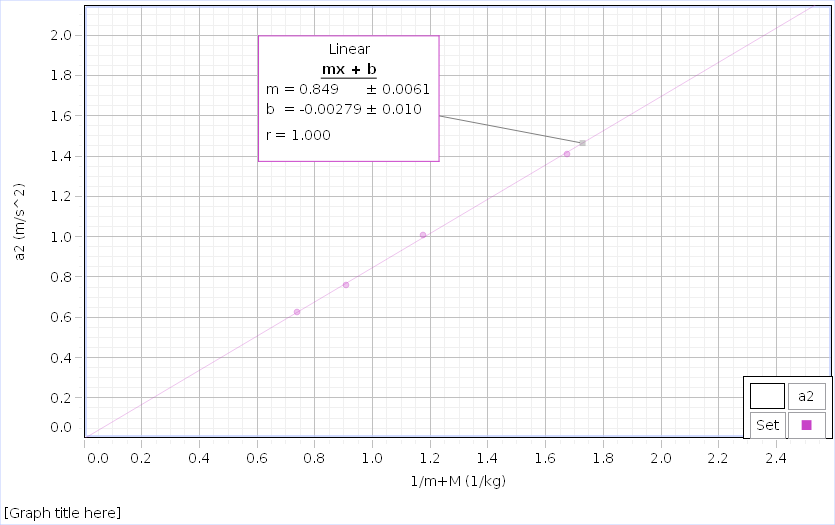 Linear
mx + b
m = 0.849 ± 0.0061
b = -0.00279 ± 0.010
r = 1.000
2.0
1.8
1.6
1.4
1.2
1.0
0.8
0.6
0.4
0.2
0.0
a2 (m/s^2)
0.0 0.2 0.4 0.6 0.8 1.0 1.2 1.4 1.6 1.8 2.0 2.2 2.4
1/m+M (1/kg)
a2
Set
[Graph title here]